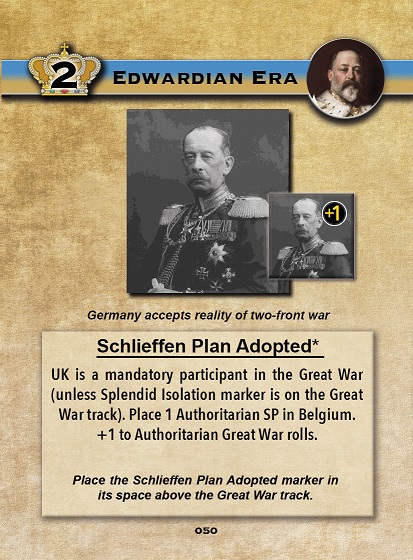 2
EDWARDIAN ERA
+1
Germany accepts reality of two-front war
Schlieffen Plan Adopted*
UK is a mandatory participant in the Great War
(unless Splendid Isolation marker is on the Great
War track). Place 1 Authoritarian SP in Belgium.
+1 to Authoritarian Great War rolls.
Place the Schlieffen Plan Adopted marker in
its space above the Great War track.
050